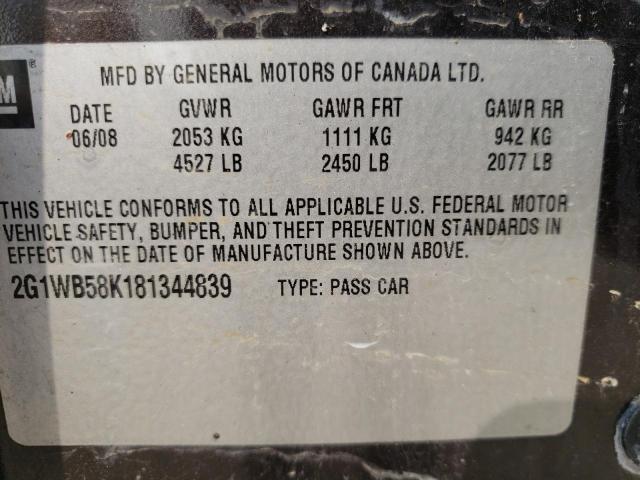 M ®
MFD BY GENERAL MOTORS OF CANADA LTD.
DATE GVWR GAWR FRT GAWR RR
06/08 2053 KG 1111 KG 942 KG
4527 LB 2450 LB 2077 LB
THIS VEHICLE CONFORMS TO ALL APPLICABLE U.S. FEDERAL MOTOR
VEHICLE SAFETY, BUMPER, AND THEFT PREVENTION STANDARDS IN
EFFECT ON THE DATE OF MANUFACTURE SHOWN ABOVE.
2G1WB58K181344839 TYPE: PASS CAR